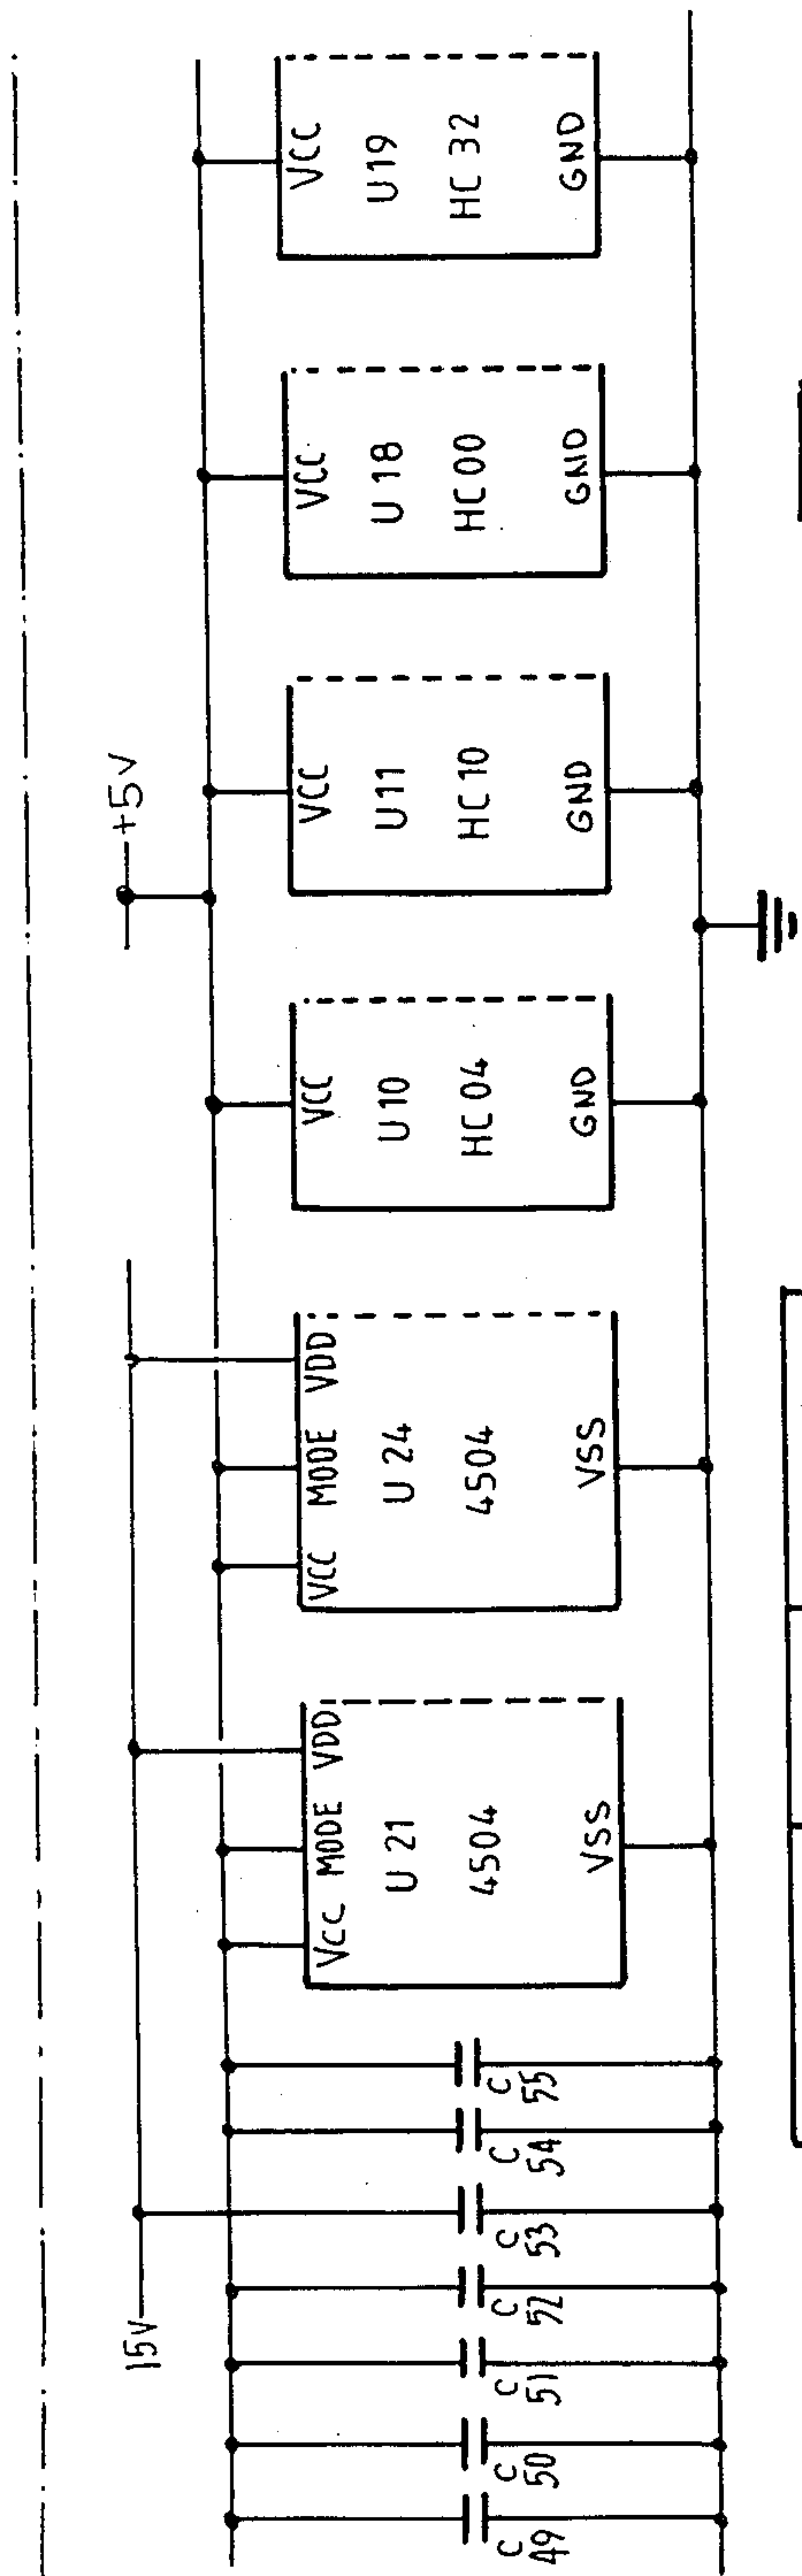 15V
+5V
C 49
C 50
C 51
C 52
C 53
C 54
C 55
VCC MODE VDD
U 21
4504
VSS
VCC MODE VDD
U 24
4504
VSS
VCC
U 10
HC 04
GND
VCC
U 11
HC 10
GND
VCC
U 18
HC 00
GND
VCC
U 19
HC 32
GND